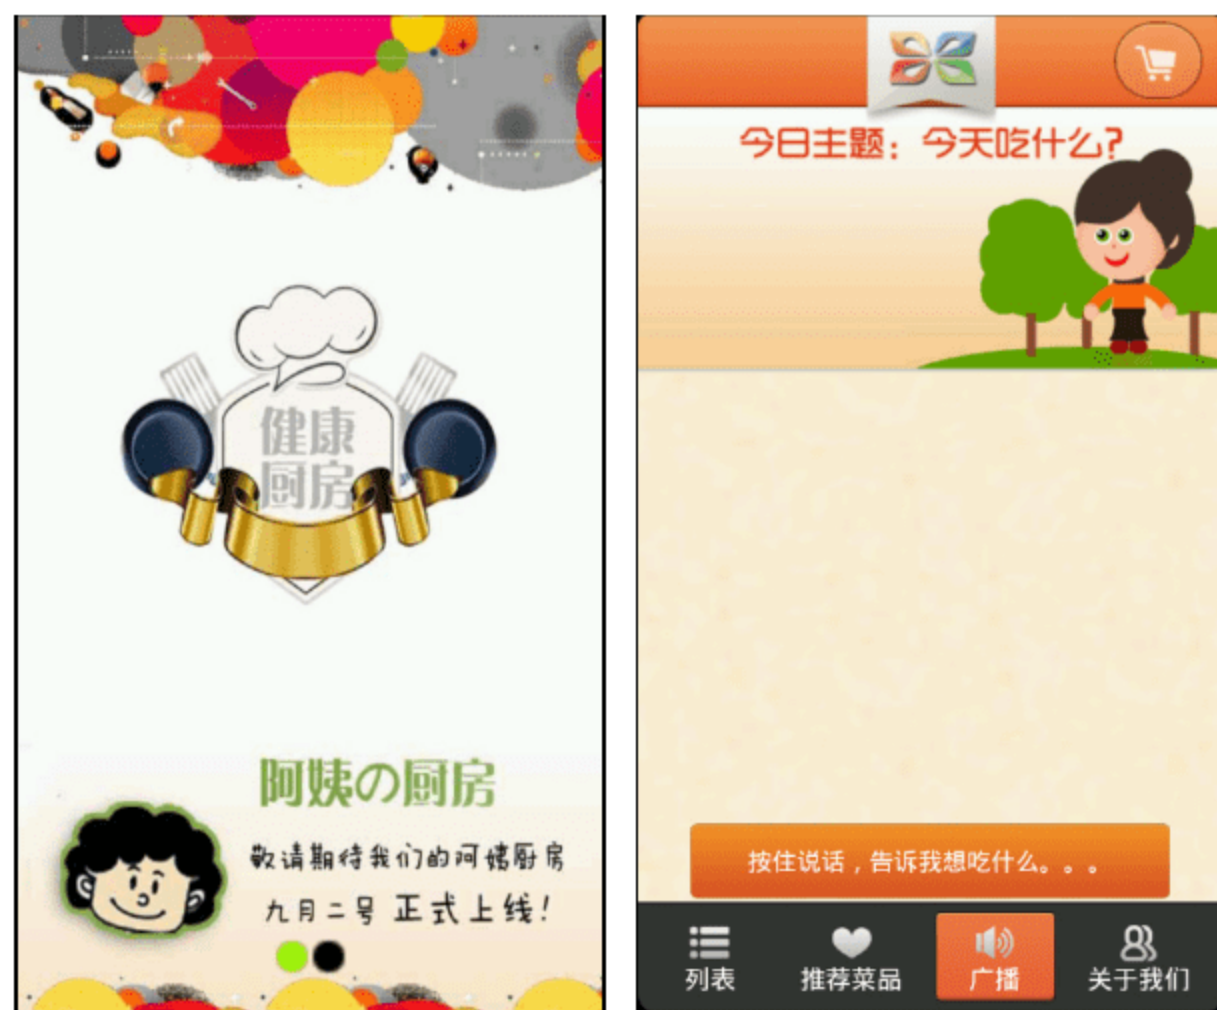 健康
厨房
阿姨の厨房
敬请期待我们的阿姨厨房
九月二号 正式上线!
今日主题：今天吃什么?
按住说话，告诉我想吃什么。。。
列表
推荐菜品
广播
关于我们